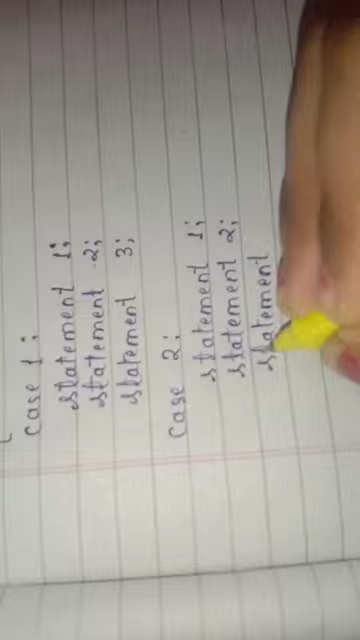 Case 1 :
statement 1;
statement 2;
statement 3;
Case 2:
statement 1;
statement 2;
statement